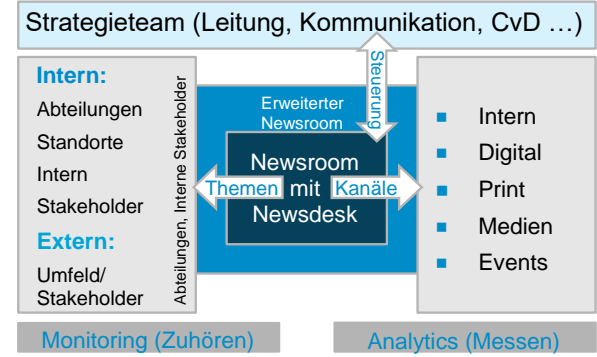 Strategieteam (Leitung, Kommunikation, CvD …)
Steuerung
Intern:
Abteilungen
Standorte
Intern
Stakeholder
Extern:
Umfeld/
Stakeholder
Abteilungen, Interne Stakeholder
Erweiterter
Newsroom
Newsroom
Themen mit Kanäle
Newsdesk
Intern
Digital
Print
Medien
Events
Monitoring (Zuhören)
Analytics (Messen)